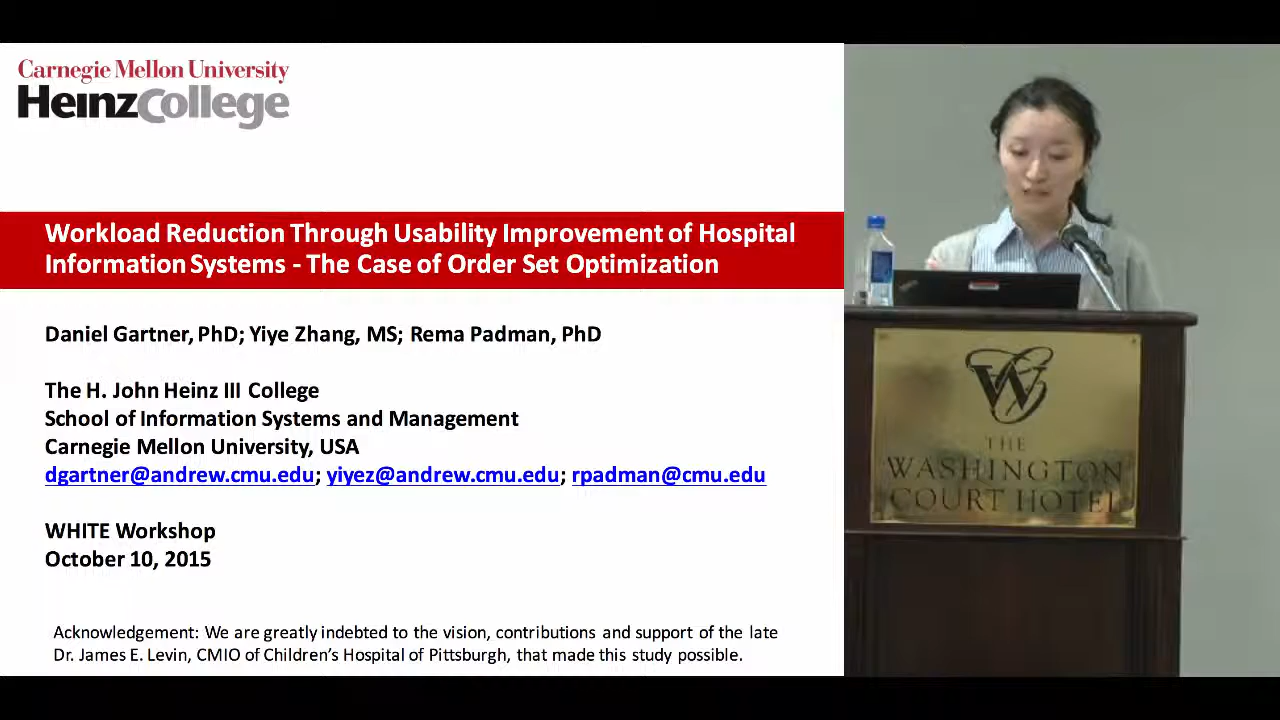 Carnegie Mellon University
HeinzCollege
Workload Reduction Through Usability Improvement of Hospital
Information Systems - The Case of Order Set Optimization
Daniel Gartner, PhD; Yiye Zhang, MS; Rema Padman, PhD
The H. John Heinz III College
School of Information Systems and Management
Carnegie Mellon University, USA
dgartner@andrew.cmu.edu; yiyez@andrew.cmu.edu; rpadman@cmu.edu
WHITE Workshop
October 10, 2015
Acknowledgement: We are greatly indebted to the vision, contributions and support of the late
Dr. James E. Levin, CMIO of Children's Hospital of Pittsburgh, that made this study possible.
THE
WASHINGTON
COURT HOTEL